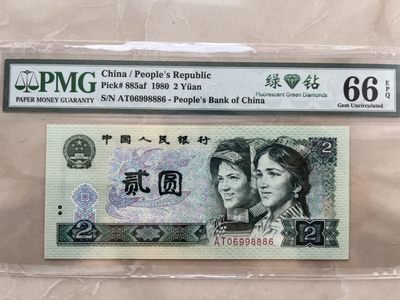 PMG
PAPER MONEY GUARANTY
China / People's Republic
Pick# 885af 1980 2 Yüan
S/N AT06998886 - People's Bank of China
绿 钻
Fluorescent Green Diamonds
66 EPQ
Gem Uncirculated
中国人民银行
2
贰圆
AT06998886
2
2